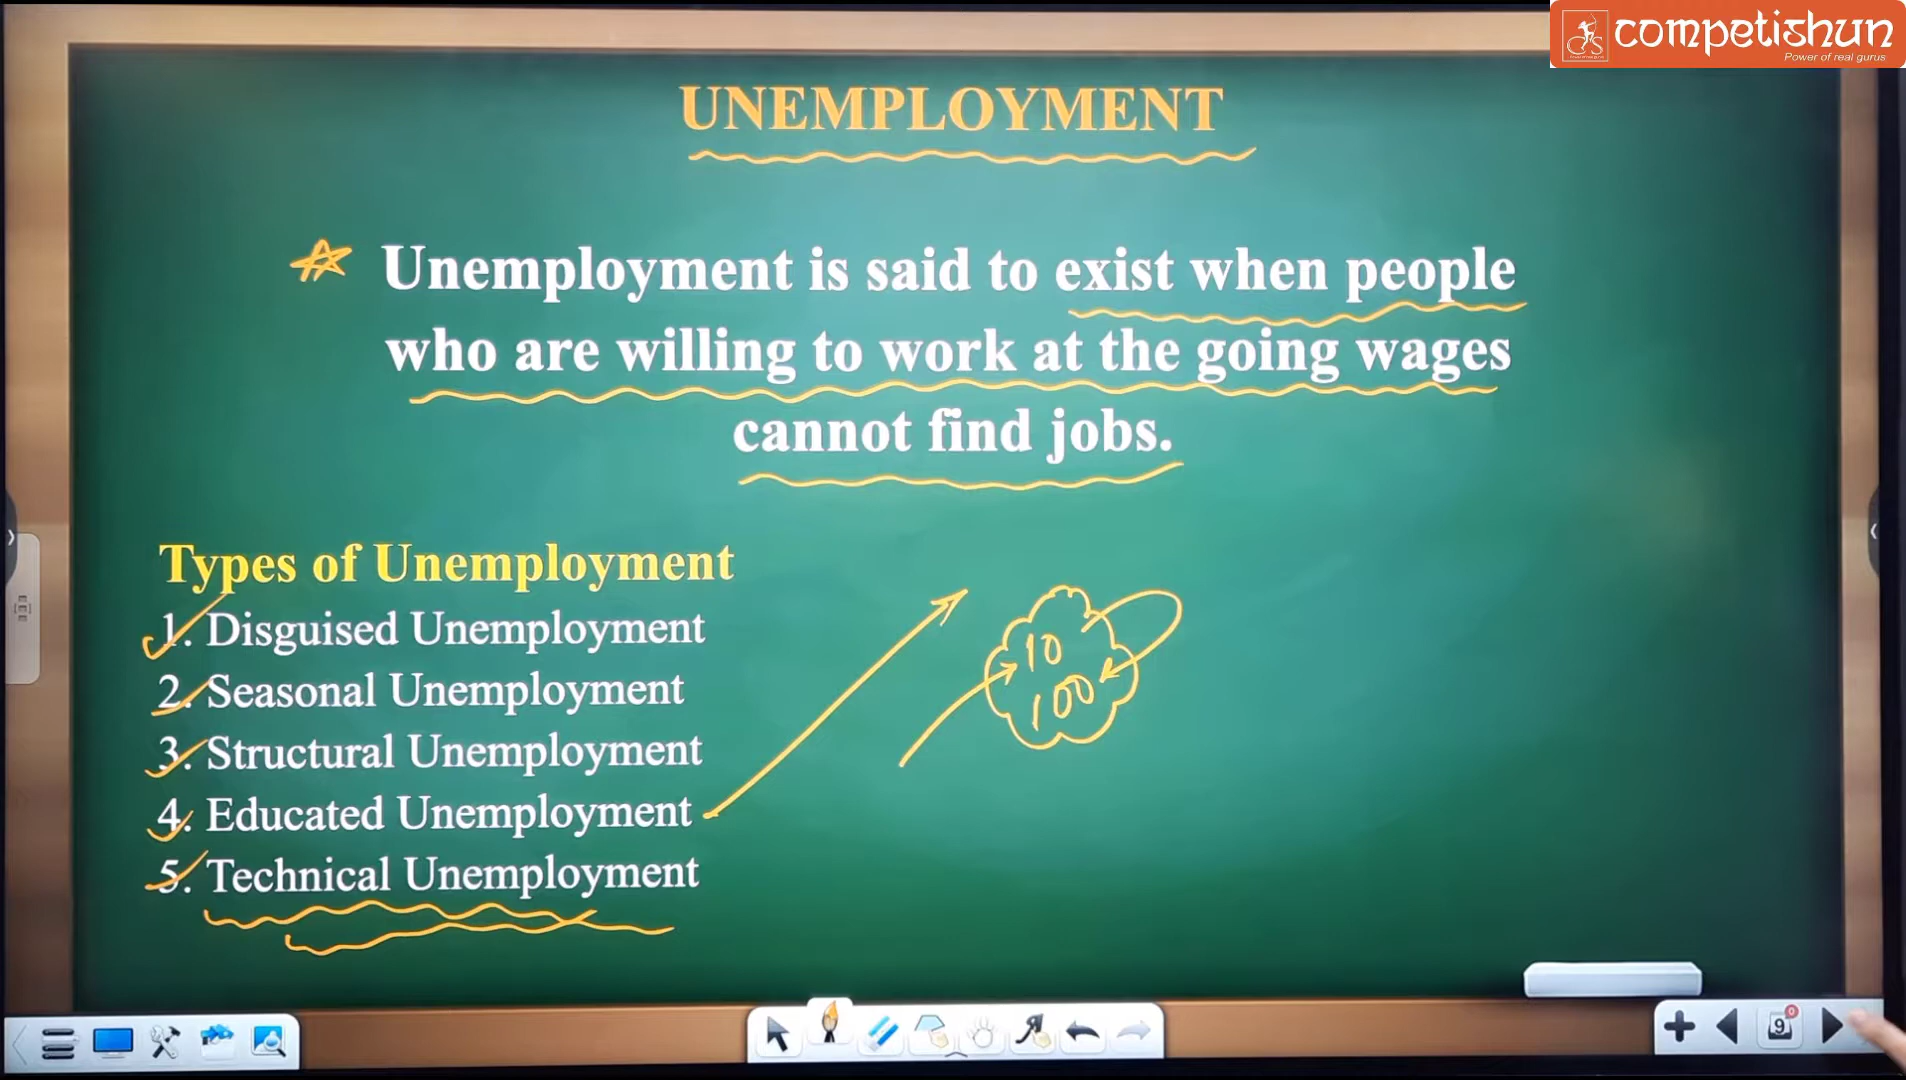 competishun
Power of real gurus
UNEMPLOYMENT
Unemployment is said to exist when people
who are willing to work at the going wages
cannot find jobs.
Types of Unemployment
1. Disguised Unemployment
2. Seasonal Unemployment
3. Structural Unemployment
4. Educated Unemployment
5. Technical Unemployment
10
100
9
0